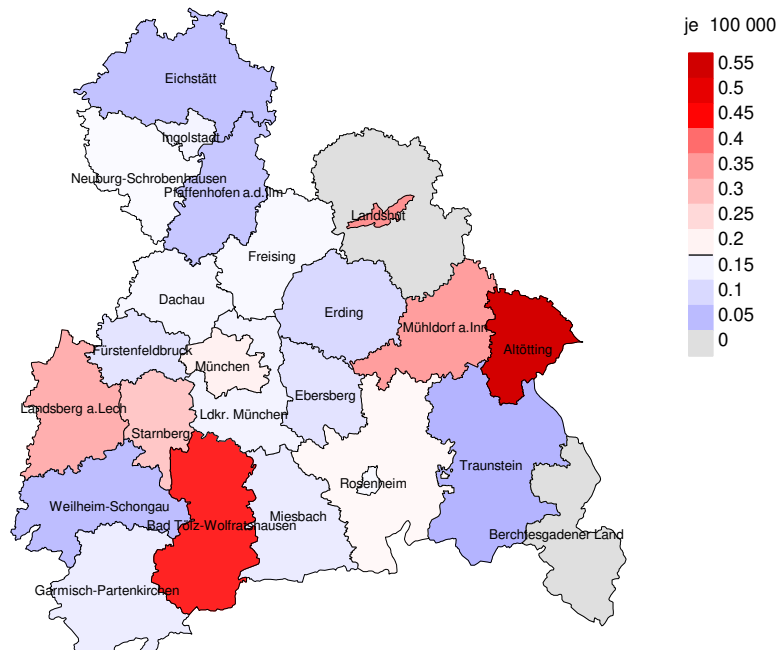 je 100 000
0.55
0.5
0.45
0.4
0.35
0.3
0.25
0.2
0.15
0.1
0.05
0
Eichstätt
Ingolstadt
Neuburg-Schrobenhausen
Pfaffenhofen a.d.Ilm
Landshut
Freising
Dachau
Erding
Mühldorf a.Inn
Altötting
Fürstenfeldbruck
München
Ebersberg
Landsberg a.Lech
Ldkr. München
Starnberg
Traunstein
Rosenheim
Weilheim-Schongau
Miesbach
Bad Tölz-Wolfratshausen
Berchtesgadener Land
Garmisch-Partenkirchen